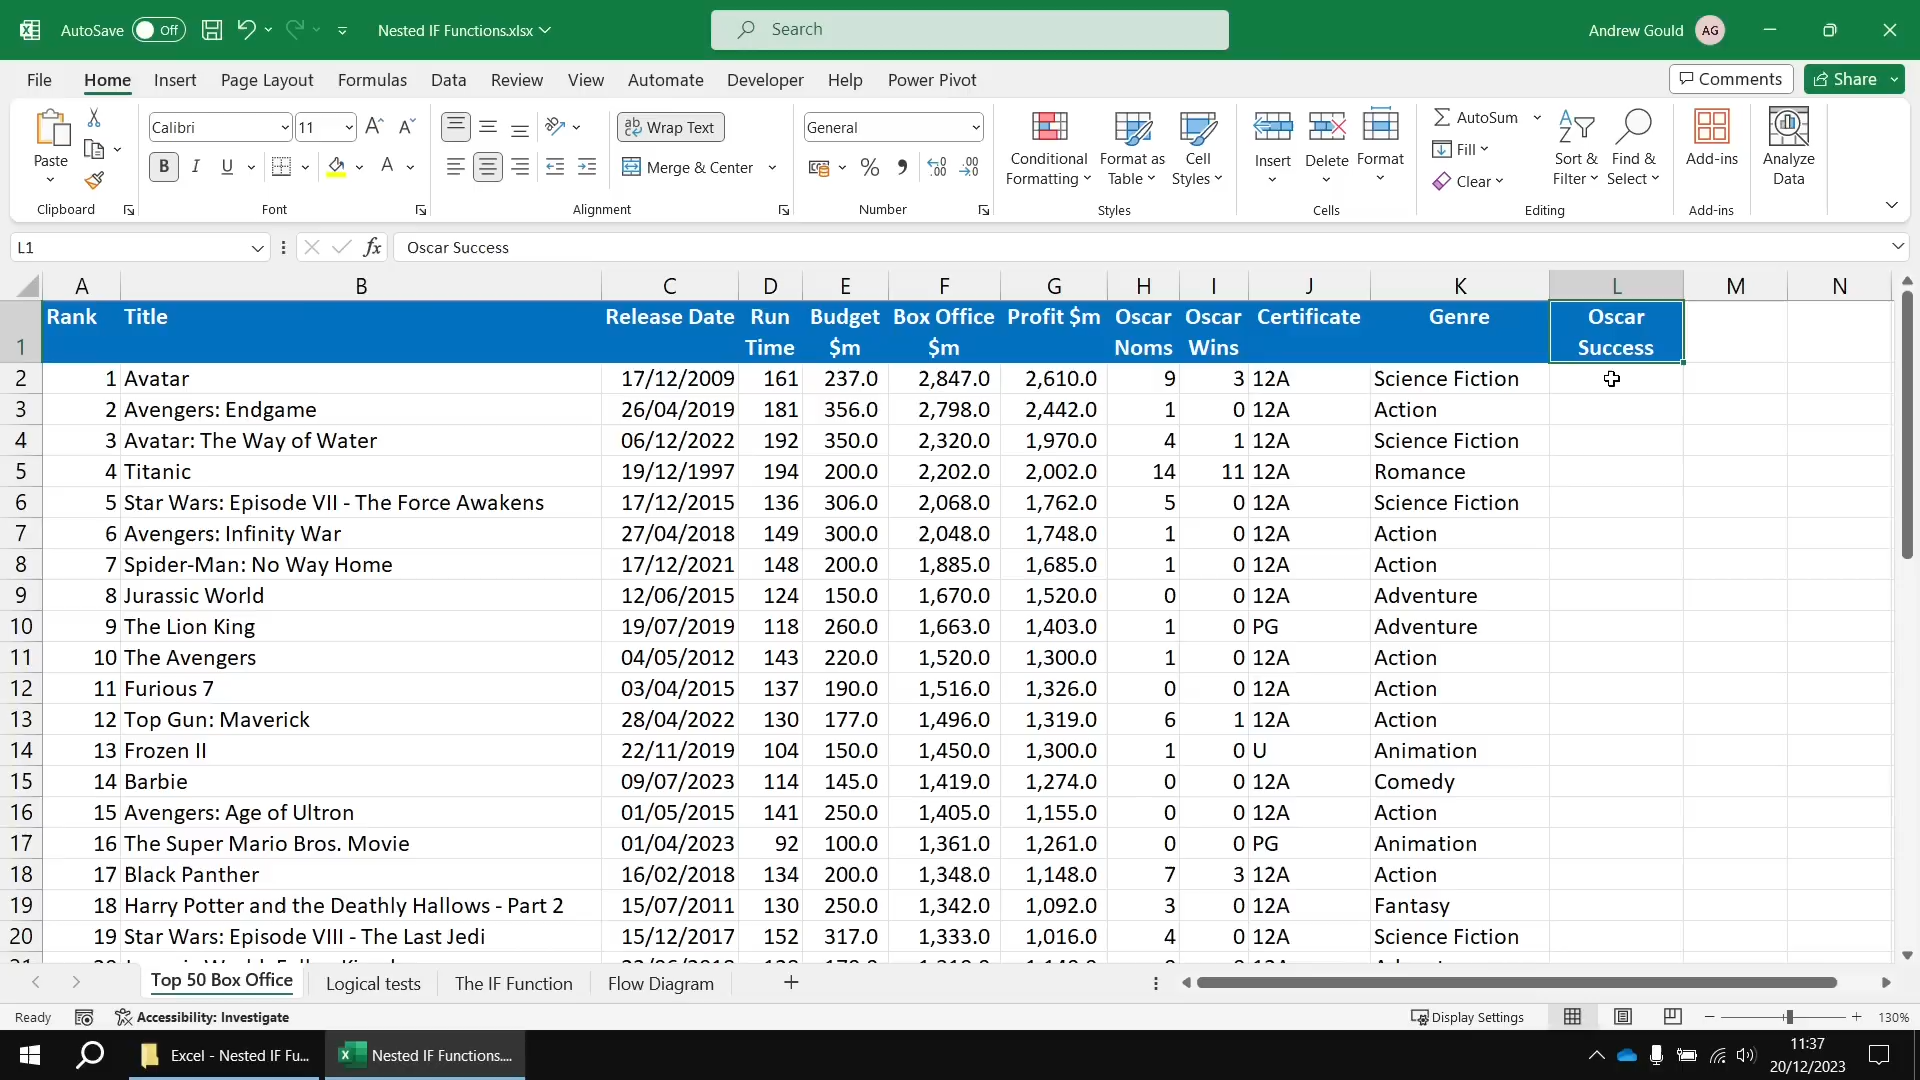 AutoSave Off Nested IF Functions.xlsx Search Andrew Gould AG
File Home Insert Page Layout Formulas Data Review View Automate Developer Help Power Pivot Comments Share
Paste Calibri 11 Wrap Text General Conditional Formatting Format as Table Cell Styles Insert Delete Format AutoSum Fill Clear Sort & Filter Find & Select Add-ins Analyze Data
B I U Merge & Center
Clipboard Font Alignment Number Styles Cells Editing Add-ins
L1 fx Oscar Success
A B C D E F G H I J K L M N
1 Rank Title Release Date Run Time Budget $m Box Office $m Profit $m Oscar Noms Oscar Wins Certificate Genre Oscar Success
2 1 Avatar 17/12/2009 161 237.0 2,847.0 2,610.0 9 3 12A Science Fiction
3 2 Avengers: Endgame 26/04/2019 181 356.0 2,798.0 2,442.0 1 0 12A Action
4 3 Avatar: The Way of Water 06/12/2022 192 350.0 2,320.0 1,970.0 4 1 12A Science Fiction
5 4 Titanic 19/12/1997 194 200.0 2,202.0 2,002.0 14 11 12A Romance
6 5 Star Wars: Episode VII - The Force Awakens 17/12/2015 136 306.0 2,068.0 1,762.0 5 0 12A Science Fiction
7 6 Avengers: Infinity War 27/04/2018 149 300.0 2,048.0 1,748.0 1 0 12A Action
8 7 Spider-Man: No Way Home 17/12/2021 148 200.0 1,885.0 1,685.0 1 0 12A Action
9 8 Jurassic World 12/06/2015 124 150.0 1,670.0 1,520.0 0 0 12A Adventure
10 9 The Lion King 19/07/2019 118 260.0 1,663.0 1,403.0 1 0 PG Adventure
11 10 The Avengers 04/05/2012 143 220.0 1,520.0 1,300.0 1 0 12A Action
12 11 Furious 7 03/04/2015 137 190.0 1,516.0 1,326.0 0 0 12A Action
13 12 Top Gun: Maverick 28/04/2022 130 177.0 1,496.0 1,319.0 6 1 12A Action
14 13 Frozen II 22/11/2019 104 150.0 1,450.0 1,300.0 1 0 U Animation
15 14 Barbie 09/07/2023 114 145.0 1,419.0 1,274.0 0 0 12A Comedy
16 15 Avengers: Age of Ultron 01/05/2015 141 250.0 1,405.0 1,155.0 0 0 12A Action
17 16 The Super Mario Bros. Movie 01/04/2023 92 100.0 1,361.0 1,261.0 0 0 PG Animation
18 17 Black Panther 16/02/2018 134 200.0 1,348.0 1,148.0 7 3 12A Action
19 18 Harry Potter and the Deathly Hallows - Part 2 15/07/2011 130 250.0 1,342.0 1,092.0 3 0 12A Fantasy
20 19 Star Wars: Episode VIII - The Last Jedi 15/12/2017 152 317.0 1,333.0 1,016.0 4 0 12A Science Fiction
Top 50 Box Office Logical tests The IF Function Flow Diagram
Ready Accessibility: Investigate Display Settings 130%
Excel - Nested IF Fu... Nested IF Functions.... 11:37
20/12/2023